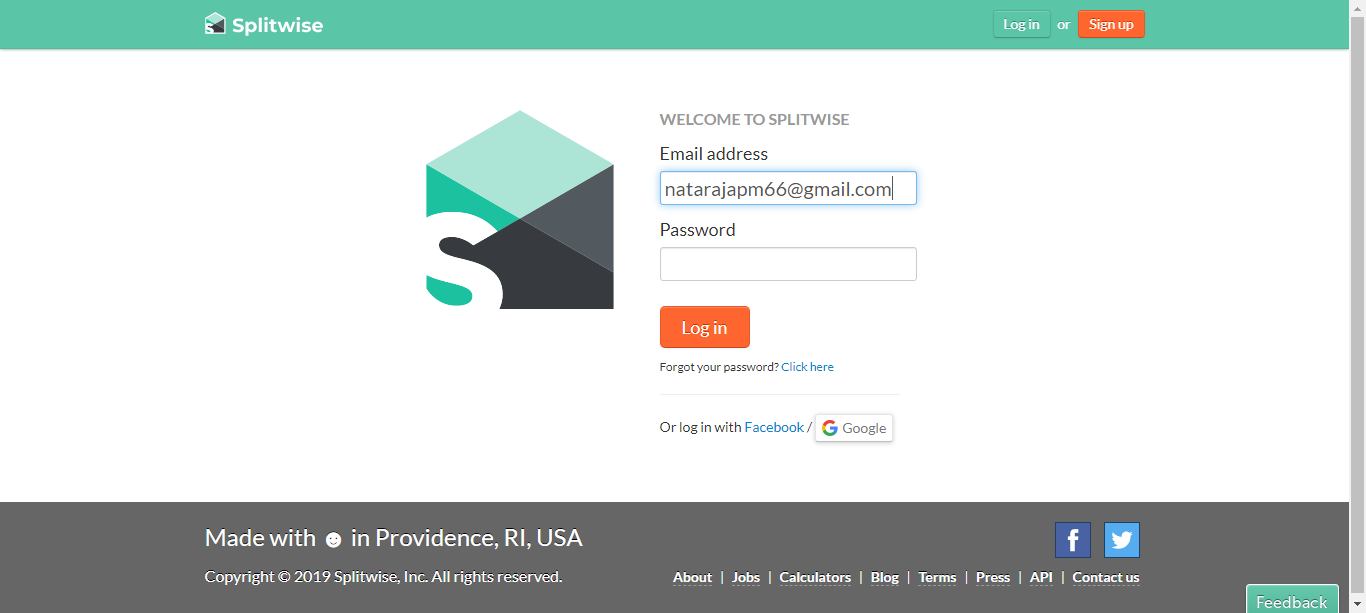 Splitwise
Log in or Sign up
WELCOME TO SPLITWISE
Email address
natarajapm66@gmail.com
Password
Log in
Forgot your password? Click here
Or log in with Facebook / Google
Made with ☻ in Providence, RI, USA
Copyright © 2019 Splitwise, Inc. All rights reserved.
About | Jobs | Calculators | Blog | Terms | Press | API | Contact us
Feedback